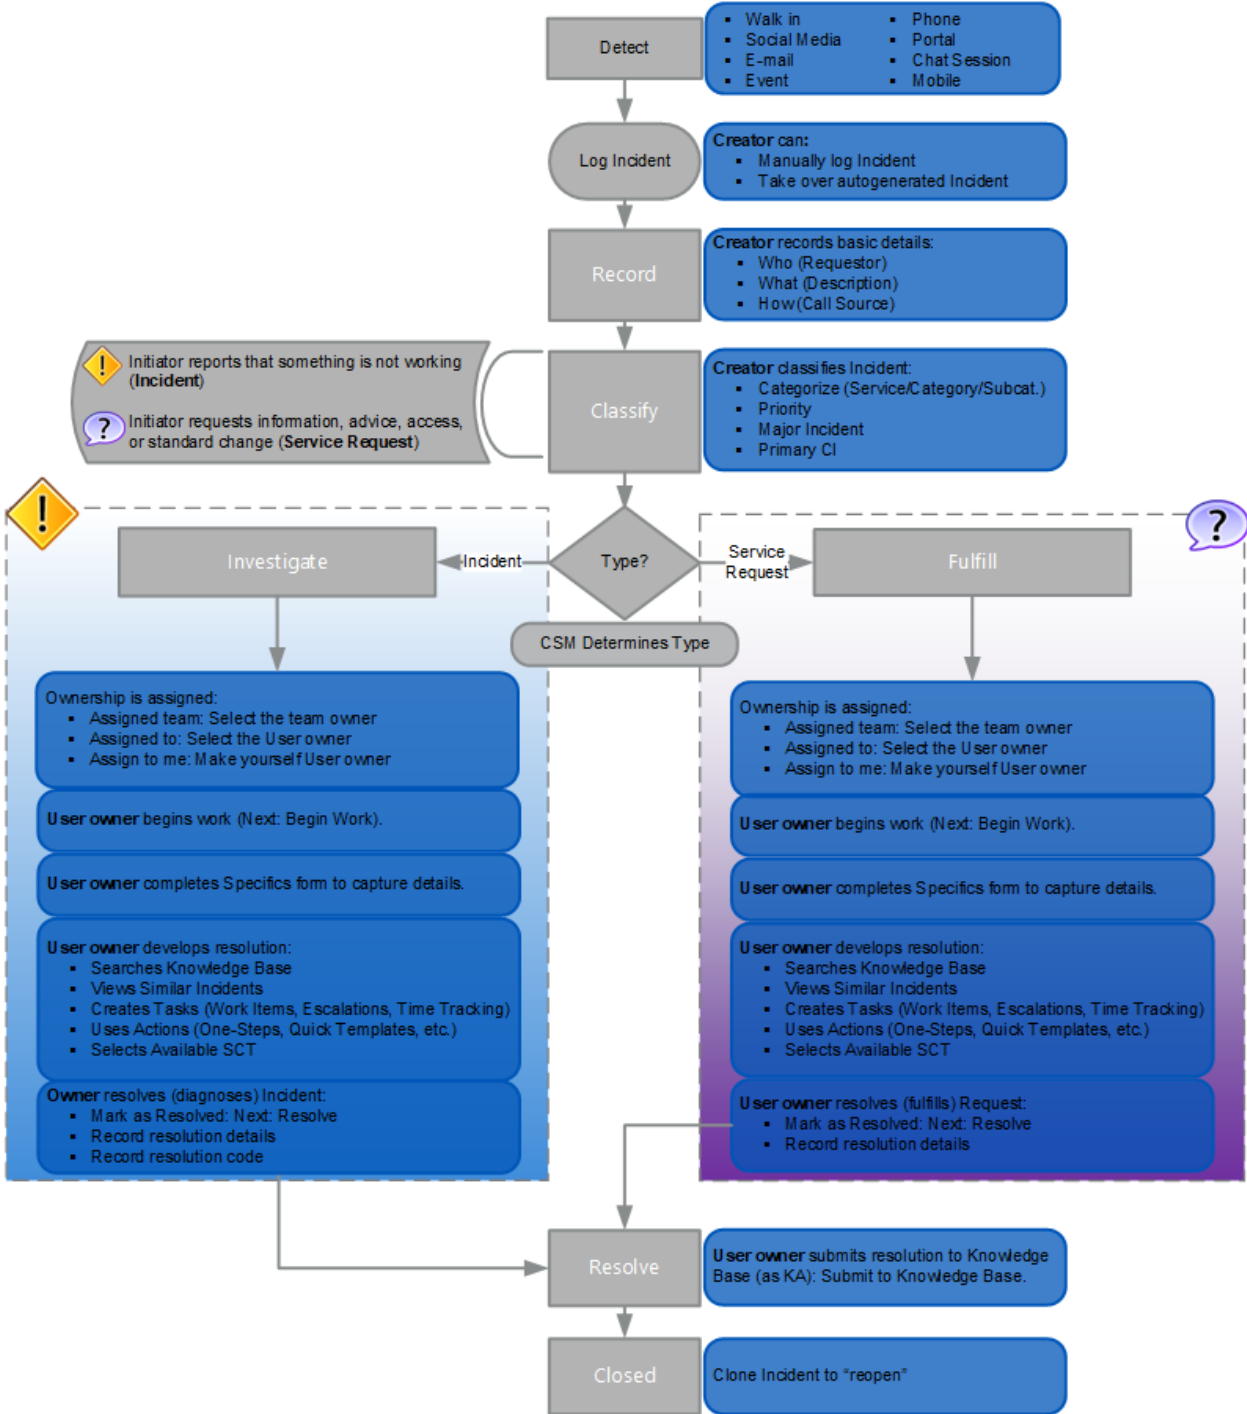 Detect
Walk in
Social Media
E-mail
Event
Phone
Portal
Chat Session
Mobile
Log Incident
Creator can:
Manually log Incident
Take over autogenerated Incident
Record
Creator records basic details:
Who (Requestor)
What (Description)
How (Call Source)
Initiator reports that something is not working
(Incident)
Initiator requests information, advice, access,
or standard change (Service Request)
Classify
Creator classifies Incident:
Categorize (Service/Category/Subcat.)
Priority
Major Incident
Primary CI
Investigate
Incident
Type?
Service
Request
Fulfill
CSM Determines Type
Ownership is assigned:
Assigned team: Select the team owner
Assigned to: Select the User owner
Assign to me: Make yourself User owner
User owner begins work (Next: Begin Work).
User owner completes Specifics form to capture details.
User owner develops resolution:
Searches Knowledge Base
Views Similar Incidents
Creates Tasks (Work Items, Escalations, Time Tracking)
Uses Actions (One-Steps, Quick Templates, etc.)
Selects Available SCT
Owner resolves (diagnoses) Incident:
Mark as Resolved: Next: Resolve
Record resolution details
Record resolution code
Ownership is assigned:
Assigned team: Select the team owner
Assigned to: Select the User owner
Assign to me: Make yourself User owner
User owner begins work (Next: Begin Work).
User owner completes Specifics form to capture details.
User owner develops resolution:
Searches Knowledge Base
Views Similar Incidents
Creates Tasks (Work Items, Escalations, Time Tracking)
Uses Actions (One-Steps, Quick Templates, etc.)
Selects Available SCT
User owner resolves (fulfills) Request:
Mark as Resolved: Next: Resolve
Record resolution details
Resolve
User owner submits resolution to Knowledge
Base (as KA): Submit to Knowledge Base.
Closed
Clone Incident to “reopen”